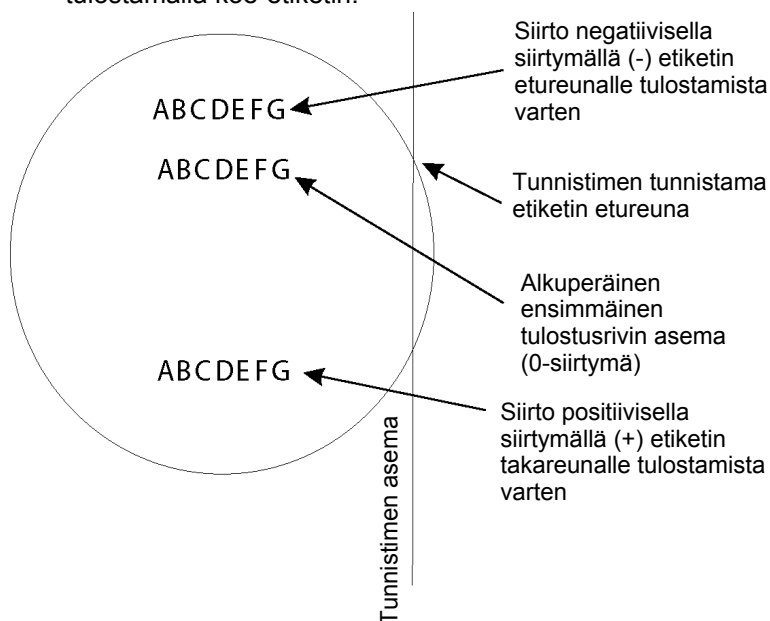 tulostamalla koe-etiketin.
Siirto negatiivisella
siirtymällä (-) etiketin
etureunalle tulostamista
varten
ABCDEFG
ABCDEFG
Tunnistimen tunnistama
etiketin etureuna
Alkuperäinen
ensimmäinen
tulostusrivin asema
(0-siirtymä)
ABCDEFG
Siirto positiivisella
siirtymällä (+) etiketin
takareunalle tulostamista
varten
Tunnistimen asema